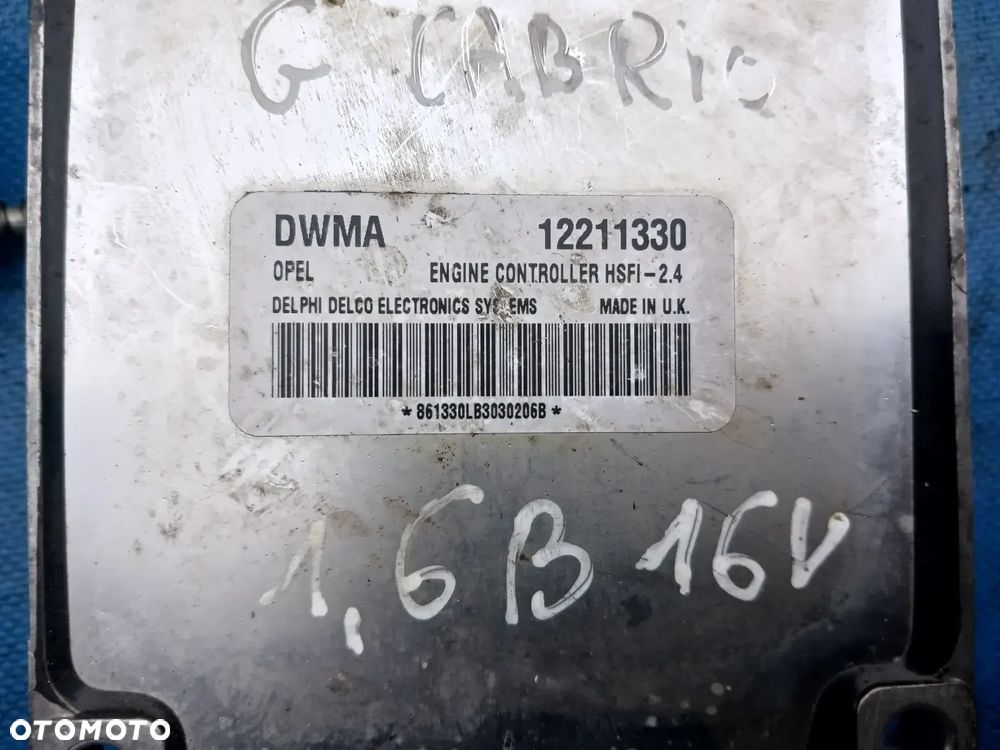 G CABRIO
DWMA 12211330
OPEL ENGINE CONTROLLER HSFI-2.4
DELPHI DELCO ELECTRONICS SYSTEMS MADE IN U.K.
*861330LB3030206B*
1,6 B 16V
OTOMOTO